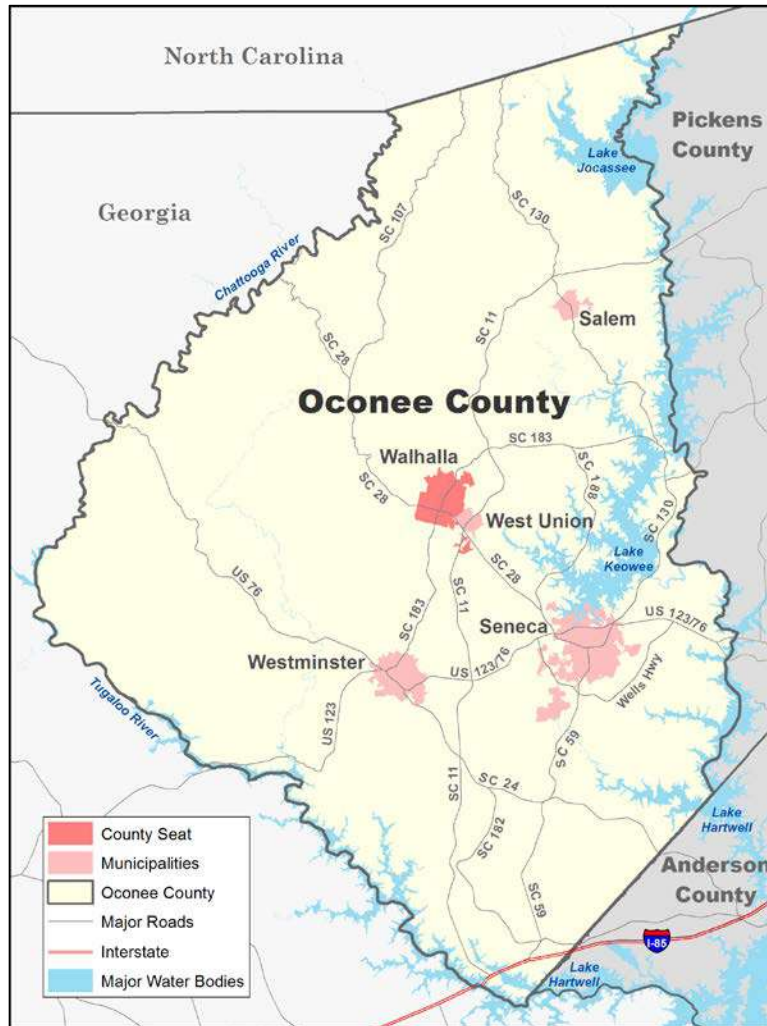 North Carolina
Pickens
County
Lake
Jocassee
Georgia
SC 107
SC 130
Chattooga River
Salem
SC 11
SC 28
Oconee County
SC 183
Walhalla
SC 188
SC 28
West Union
SC 130
Lake
Keowee
SC 28
US 76
SC 11
SC 183
US 123/76
Seneca
Westminster
US 123/76
Wells Hwy
Tugaloo River
US 123
SC 59
SC 11
SC 24
SC 182
Lake
Hartwell
County Seat
Municipalities
Oconee County
Major Roads
Interstate
Major Water Bodies
Anderson
County
SC 59
I-85
Lake
Hartwell